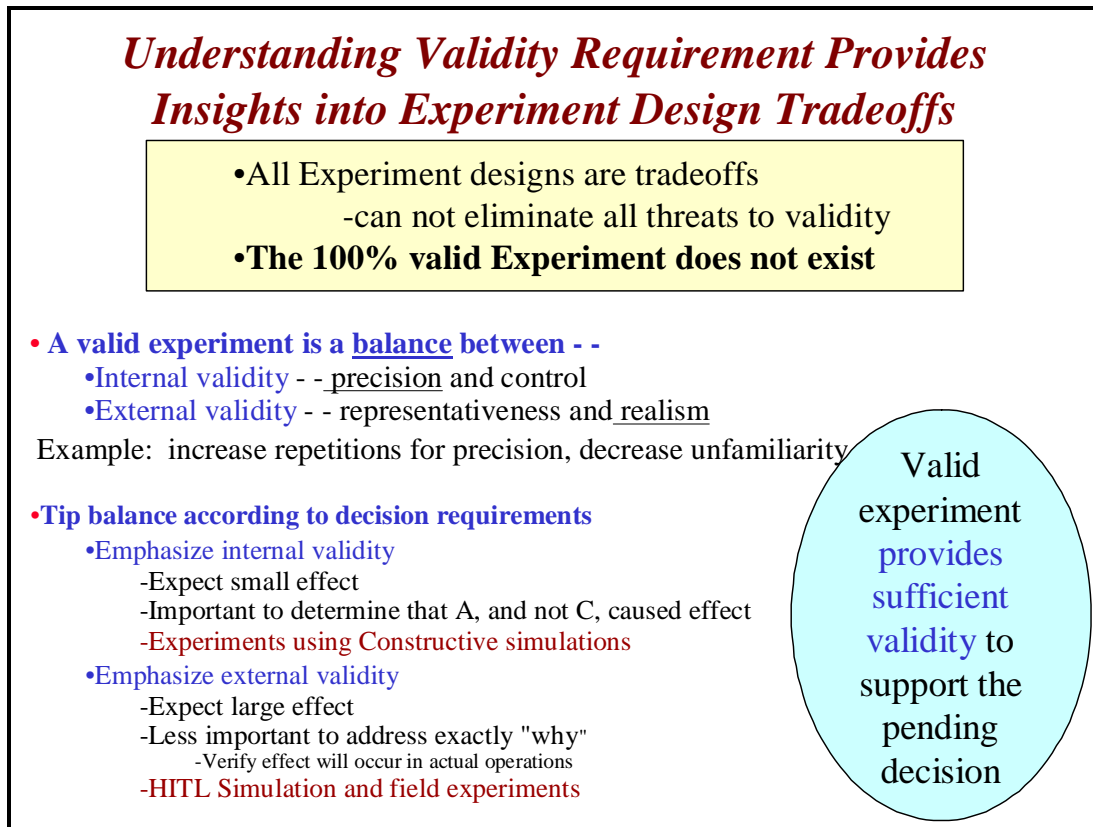 Understanding Validity Requirement Provides
Insights into Experiment Design Tradeoffs
•All Experiment designs are tradeoffs
-can not eliminate all threats to validity
•The 100% valid Experiment does not exist
• A valid experiment is a balance between - -
•Internal validity - - precision and control
•External validity - - representativeness and realism
Example: increase repetitions for precision, decrease unfamiliarity
•Tip balance according to decision requirements
•Emphasize internal validity
-Expect small effect
-Important to determine that A, and not C, caused effect
-Experiments using Constructive simulations
•Emphasize external validity
-Expect large effect
-Less important to address exactly "why"
-Verify effect will occur in actual operations
-HITL Simulation and field experiments
Valid
experiment
provides
sufficient
validity to
support the
pending
decision